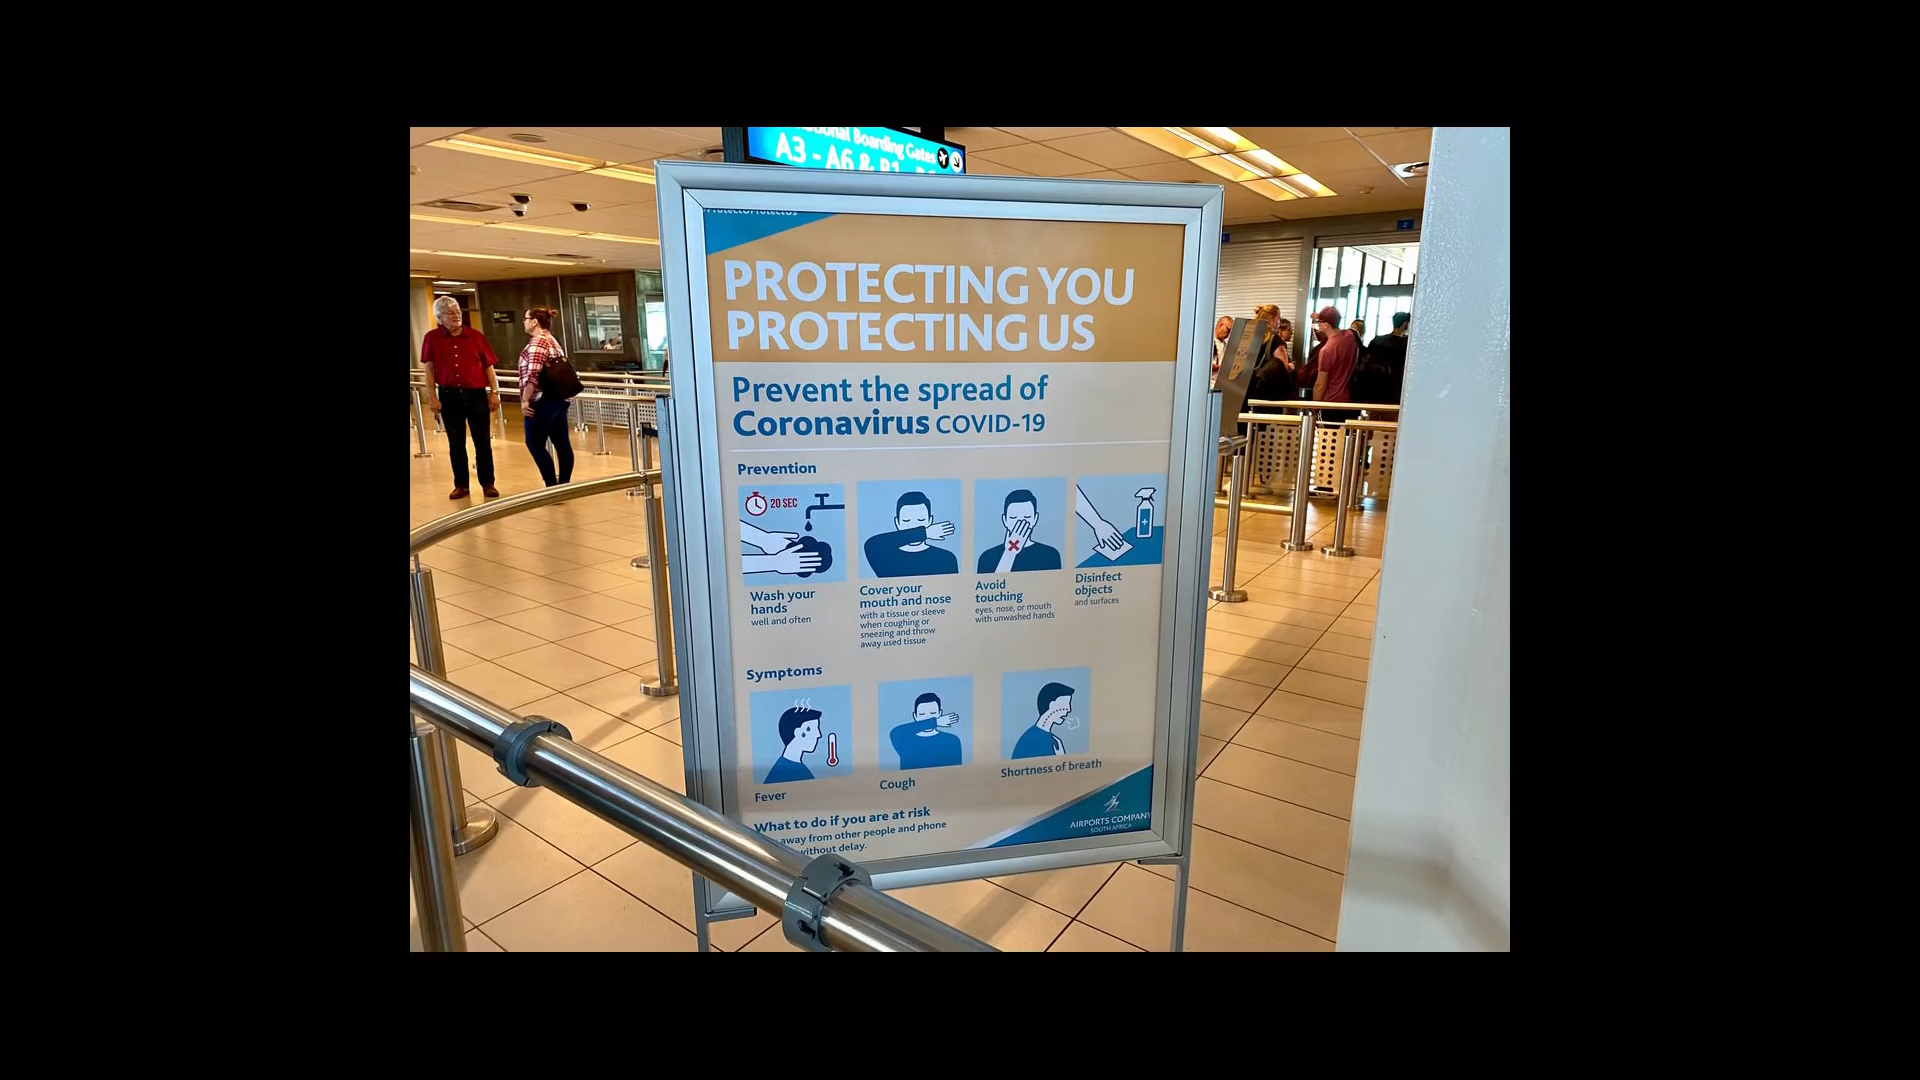 Boarding Gates
A3 - A6 &
PROTECTING YOU
PROTECTING US
Prevent the spread of
Coronavirus COVID-19
Prevention
20 SEC
Wash your
hands
well and often
Cover your
mouth and nose
with a tissue or sleeve
when coughing or
sneezing and throw
away used tissue
Avoid
touching
eyes, nose, or mouth
with unwashed hands
Disinfect
objects
and surfaces
Symptoms
Fever
Cough
Shortness of breath
What to do if you are at risk
away from other people and phone
without delay.
AIRPORTS COMPANY
SOUTH AFRICA